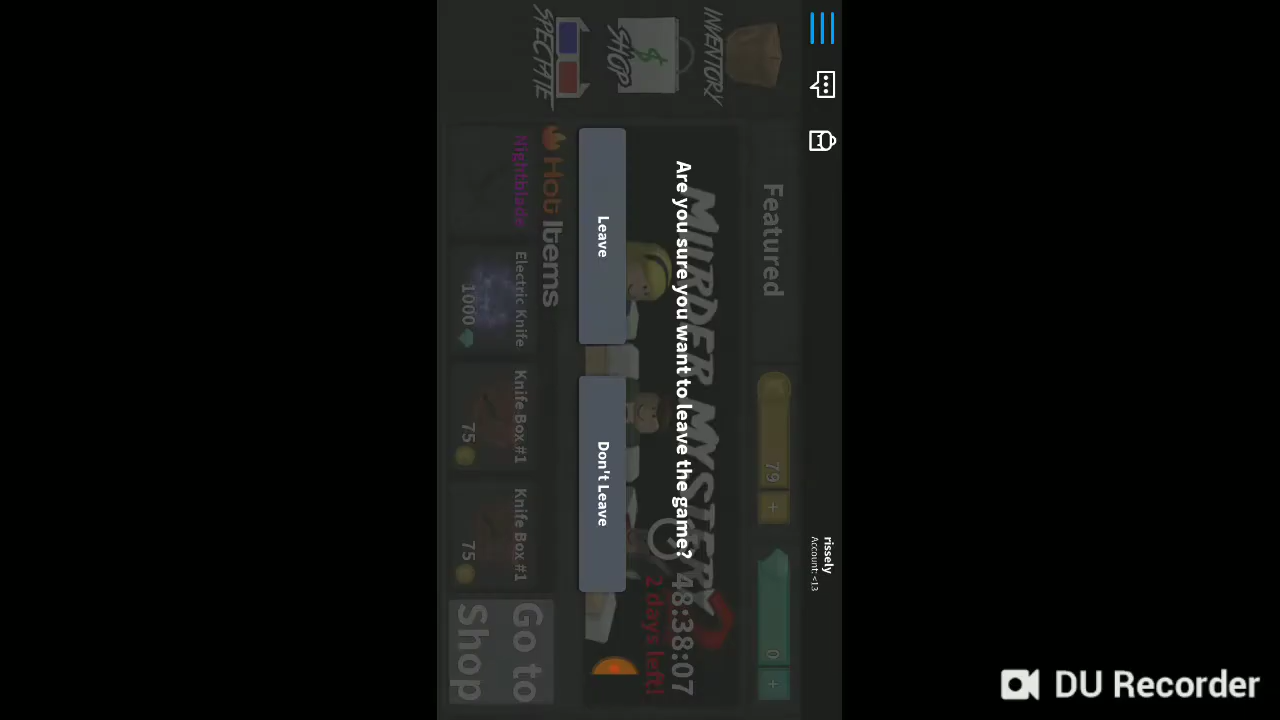 rissely
Account: <13
INVENTORY
SHOP
SPECTATE
Featured
79
+
0
+
MURDER MYSTERY 2
Are you sure you want to leave the game?
48:38:07
2 days left!
Leave
Don't Leave
Hot Items
Nightblade
Electric Knife
1000
Knife Box #1
75
Knife Box #1
75
Go to
Shop
DU Recorder